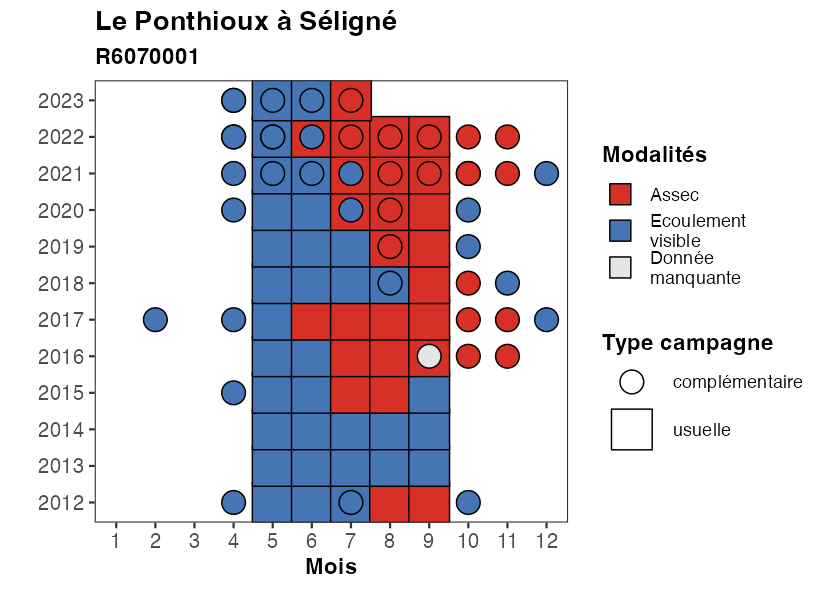 Le Ponthioux à Séligné
R6070001
2023
2022
2021
2020
2019
2018
2017
2016
2015
2014
2013
2012
1 2 3 4 5 6 7 8 9 10 11 12
Mois
Modalités
Assec
Ecoulement
visible
Donnée
manquante
Type campagne
complémentaire
usuelle